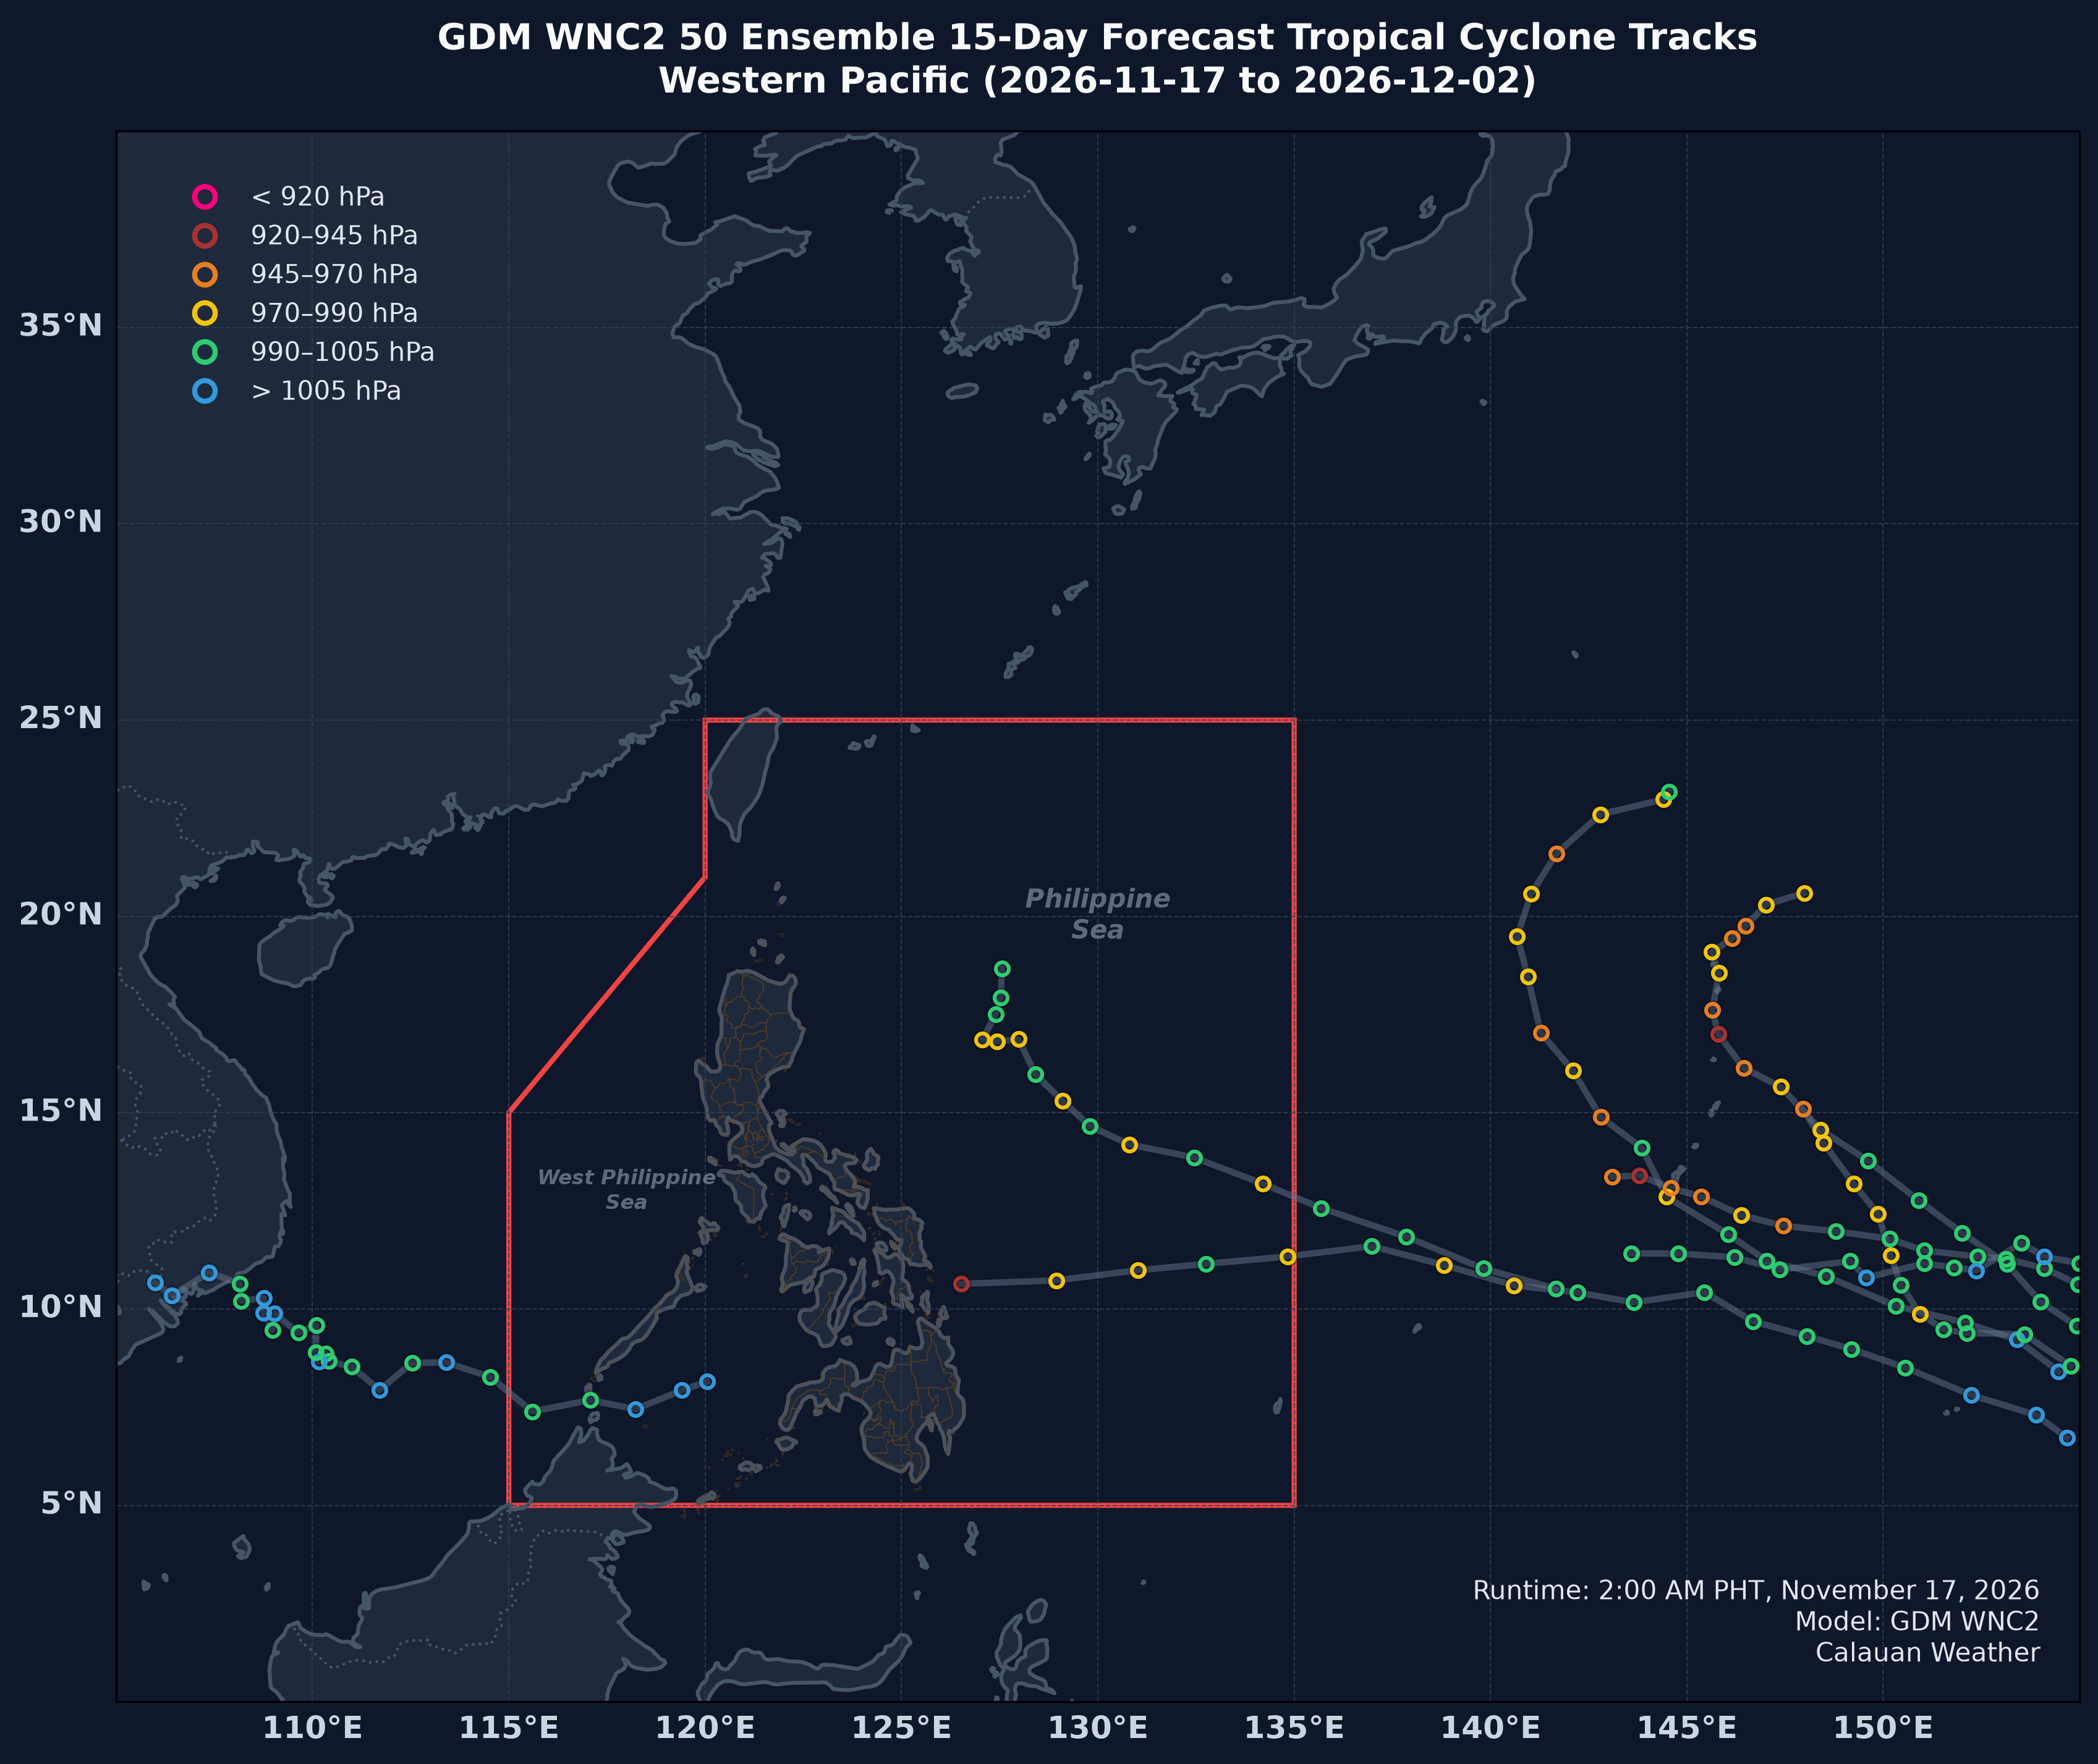 GDM WNC2 50 Ensemble 15-Day Forecast Tropical Cyclone Tracks
Western Pacific (2026-11-17 to 2026-12-02)
< 920 hPa
920–945 hPa
945–970 hPa
970–990 hPa
990–1005 hPa
> 1005 hPa
35°N
30°N
25°N
20°N
15°N
10°N
5°N
Philippine
Sea
West Philippine
Sea
Runtime: 2:00 AM PHT, November 17, 2026
Model: GDM WNC2
Calauan Weather
110°E 115°E 120°E 125°E 130°E 135°E 140°E 145°E 150°E